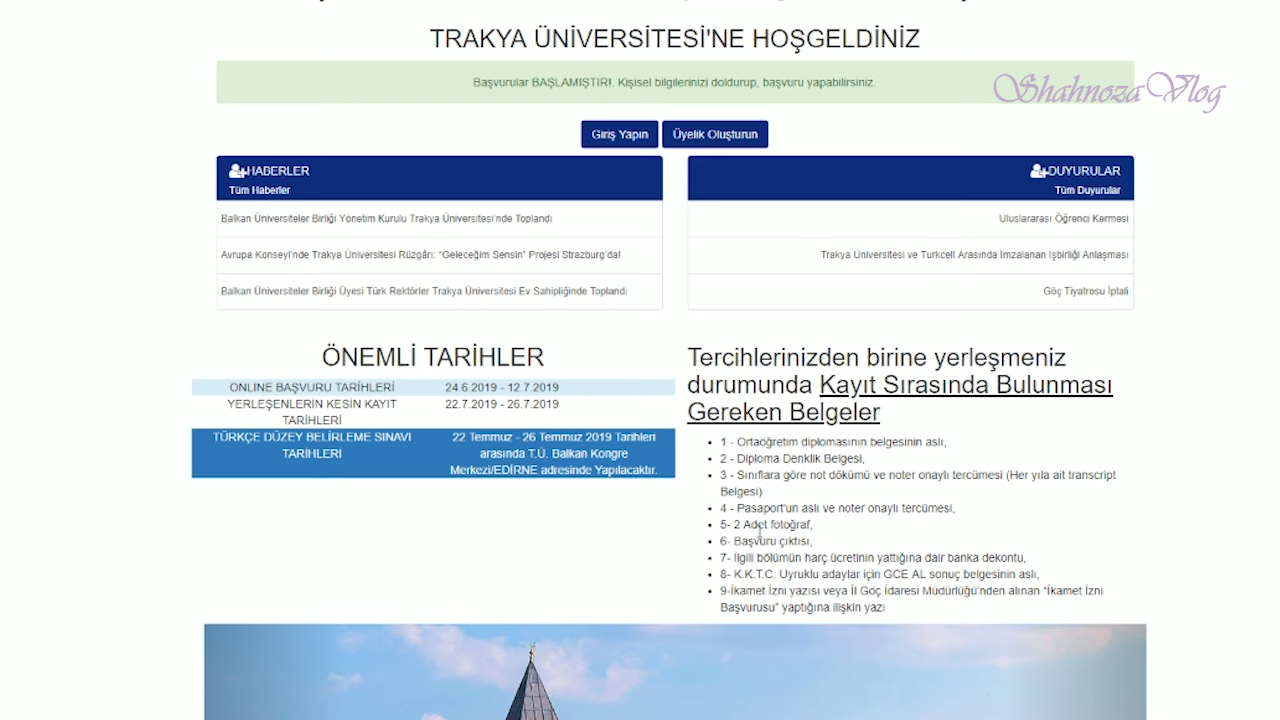 TRAKYA ÜNİVERSİTESİ'NE HOŞGELDİNİZ
Başvurular BAŞLAMIŞTIR!. Kişisel bilgilerinizi doldurup, başvuru yapabilirsiniz.
ShahnozaVlog
Giriş Yapın
Üyelik Oluşturun
HABERLER
Tüm Haberler
Balkan Üniversiteler Birliği Yönetim Kurulu Trakya Üniversitesi'nde Toplandı
Avrupa Konseyi'nde Trakya Üniversitesi Rüzgârı: “Geleceğim Sensin” Projesi Strazburg'da!
Balkan Üniversiteler Birliği Üyesi Türk Rektörler Trakya Üniversitesi Ev Sahipliğinde Toplandı
DUYURULAR
Tüm Duyurular
Uluslararası Öğrenci Kermesi
Trakya Üniversitesi ve Turkcell Arasında İmzalanan İşbirliği Anlaşması
Göç Tiyatrosu İptali
ÖNEMLİ TARİHLER
ONLINE BAŞVURU TARİHLERİ 24.6.2019 - 12.7.2019
YERLEŞENLERİN KESİN KAYIT 22.7.2019 - 26.7.2019
TARİHLERİ
TÜRKÇE DÜZEY BELİRLEME SINAVI 22 Temmuz - 26 Temmuz 2019 Tarihleri
TARİHLERİ arasında T.Ü. Balkan Kongre
Merkezi/EDİRNE adresinde Yapılacaktır.
Tercihlerinizden birine yerleşmeniz
durumunda Kayıt Sırasında Bulunması
Gereken Belgeler
1 - Ortaöğretim diplomasının belgesinin aslı,
2 - Diploma Denklik Belgesi,
3 - Sınıflara göre not dökümü ve noter onaylı tercümesi (Her yıla ait transcript
Belgesi)
4 - Pasaport'un aslı ve noter onaylı tercümesi,
5- 2 Adet fotoğraf,
6- Başvuru çıktısı,
7- İlgili bölümün harç ücretinin yattığına dair banka dekontu,
8- K.K.T.C. Uyruklu adaylar için GCE AL sonuç belgesinin aslı,
9-İkamet İzni yazısı veya İl Göç İdaresi Müdürlüğü'nden alınan “İkamet İzni
Başvurusu” yaptığına ilişkin yazı